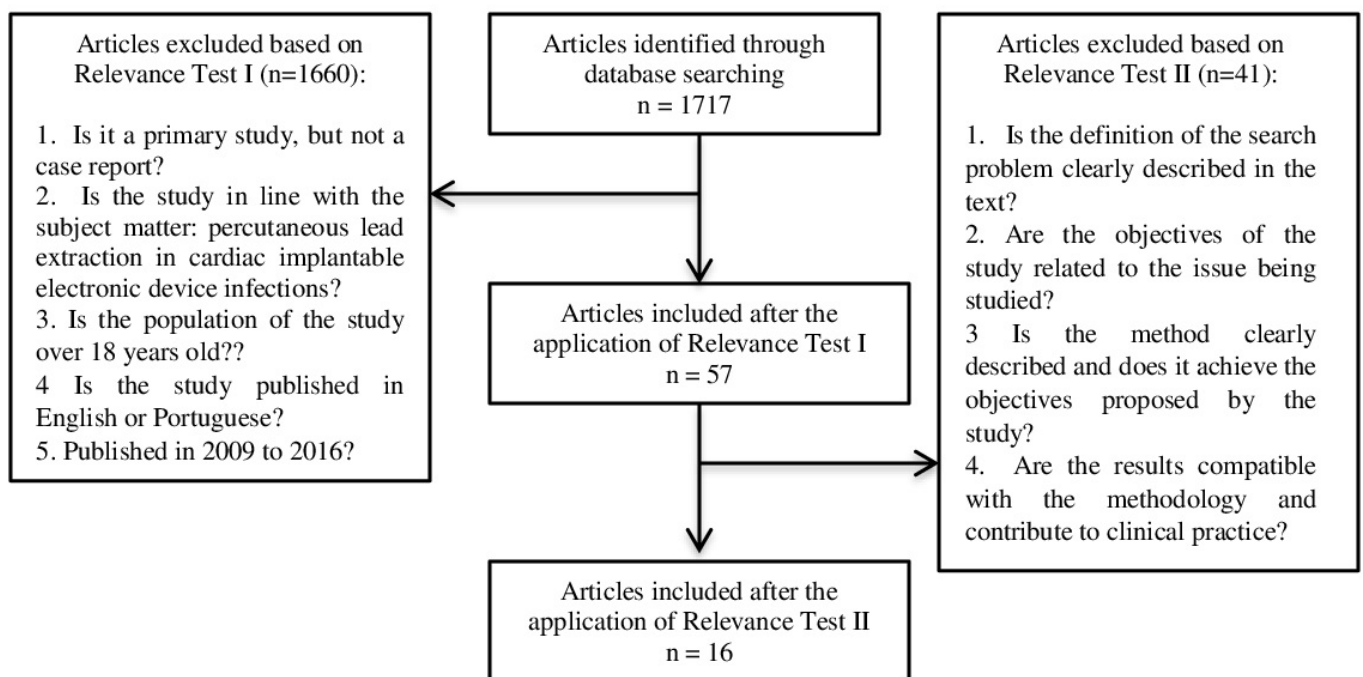 Articles excluded based on
Relevance Test I (n=1660):
1. Is it a primary study, but not a
case report?
2. Is the study in line with the
subject matter: percutaneous lead
extraction in cardiac implantable
electronic device infections?
3. Is the population of the study
over 18 years old??
4 Is the study published in
English or Portuguese?
5. Published in 2009 to 2016?
Articles identified through
database searching
n = 1717
Articles included after the
application of Relevance Test I
n = 57
Articles included after the
application of Relevance Test II
n = 16
Articles excluded based on
Relevance Test II (n=41):
1. Is the definition of the search
problem clearly described in the
text?
2. Are the objectives of the
study related to the issue being
studied?
3 Is the method clearly
described and does it achieve the
objectives proposed by the
study?
4. Are the results compatible
with the methodology and
contribute to clinical practice?